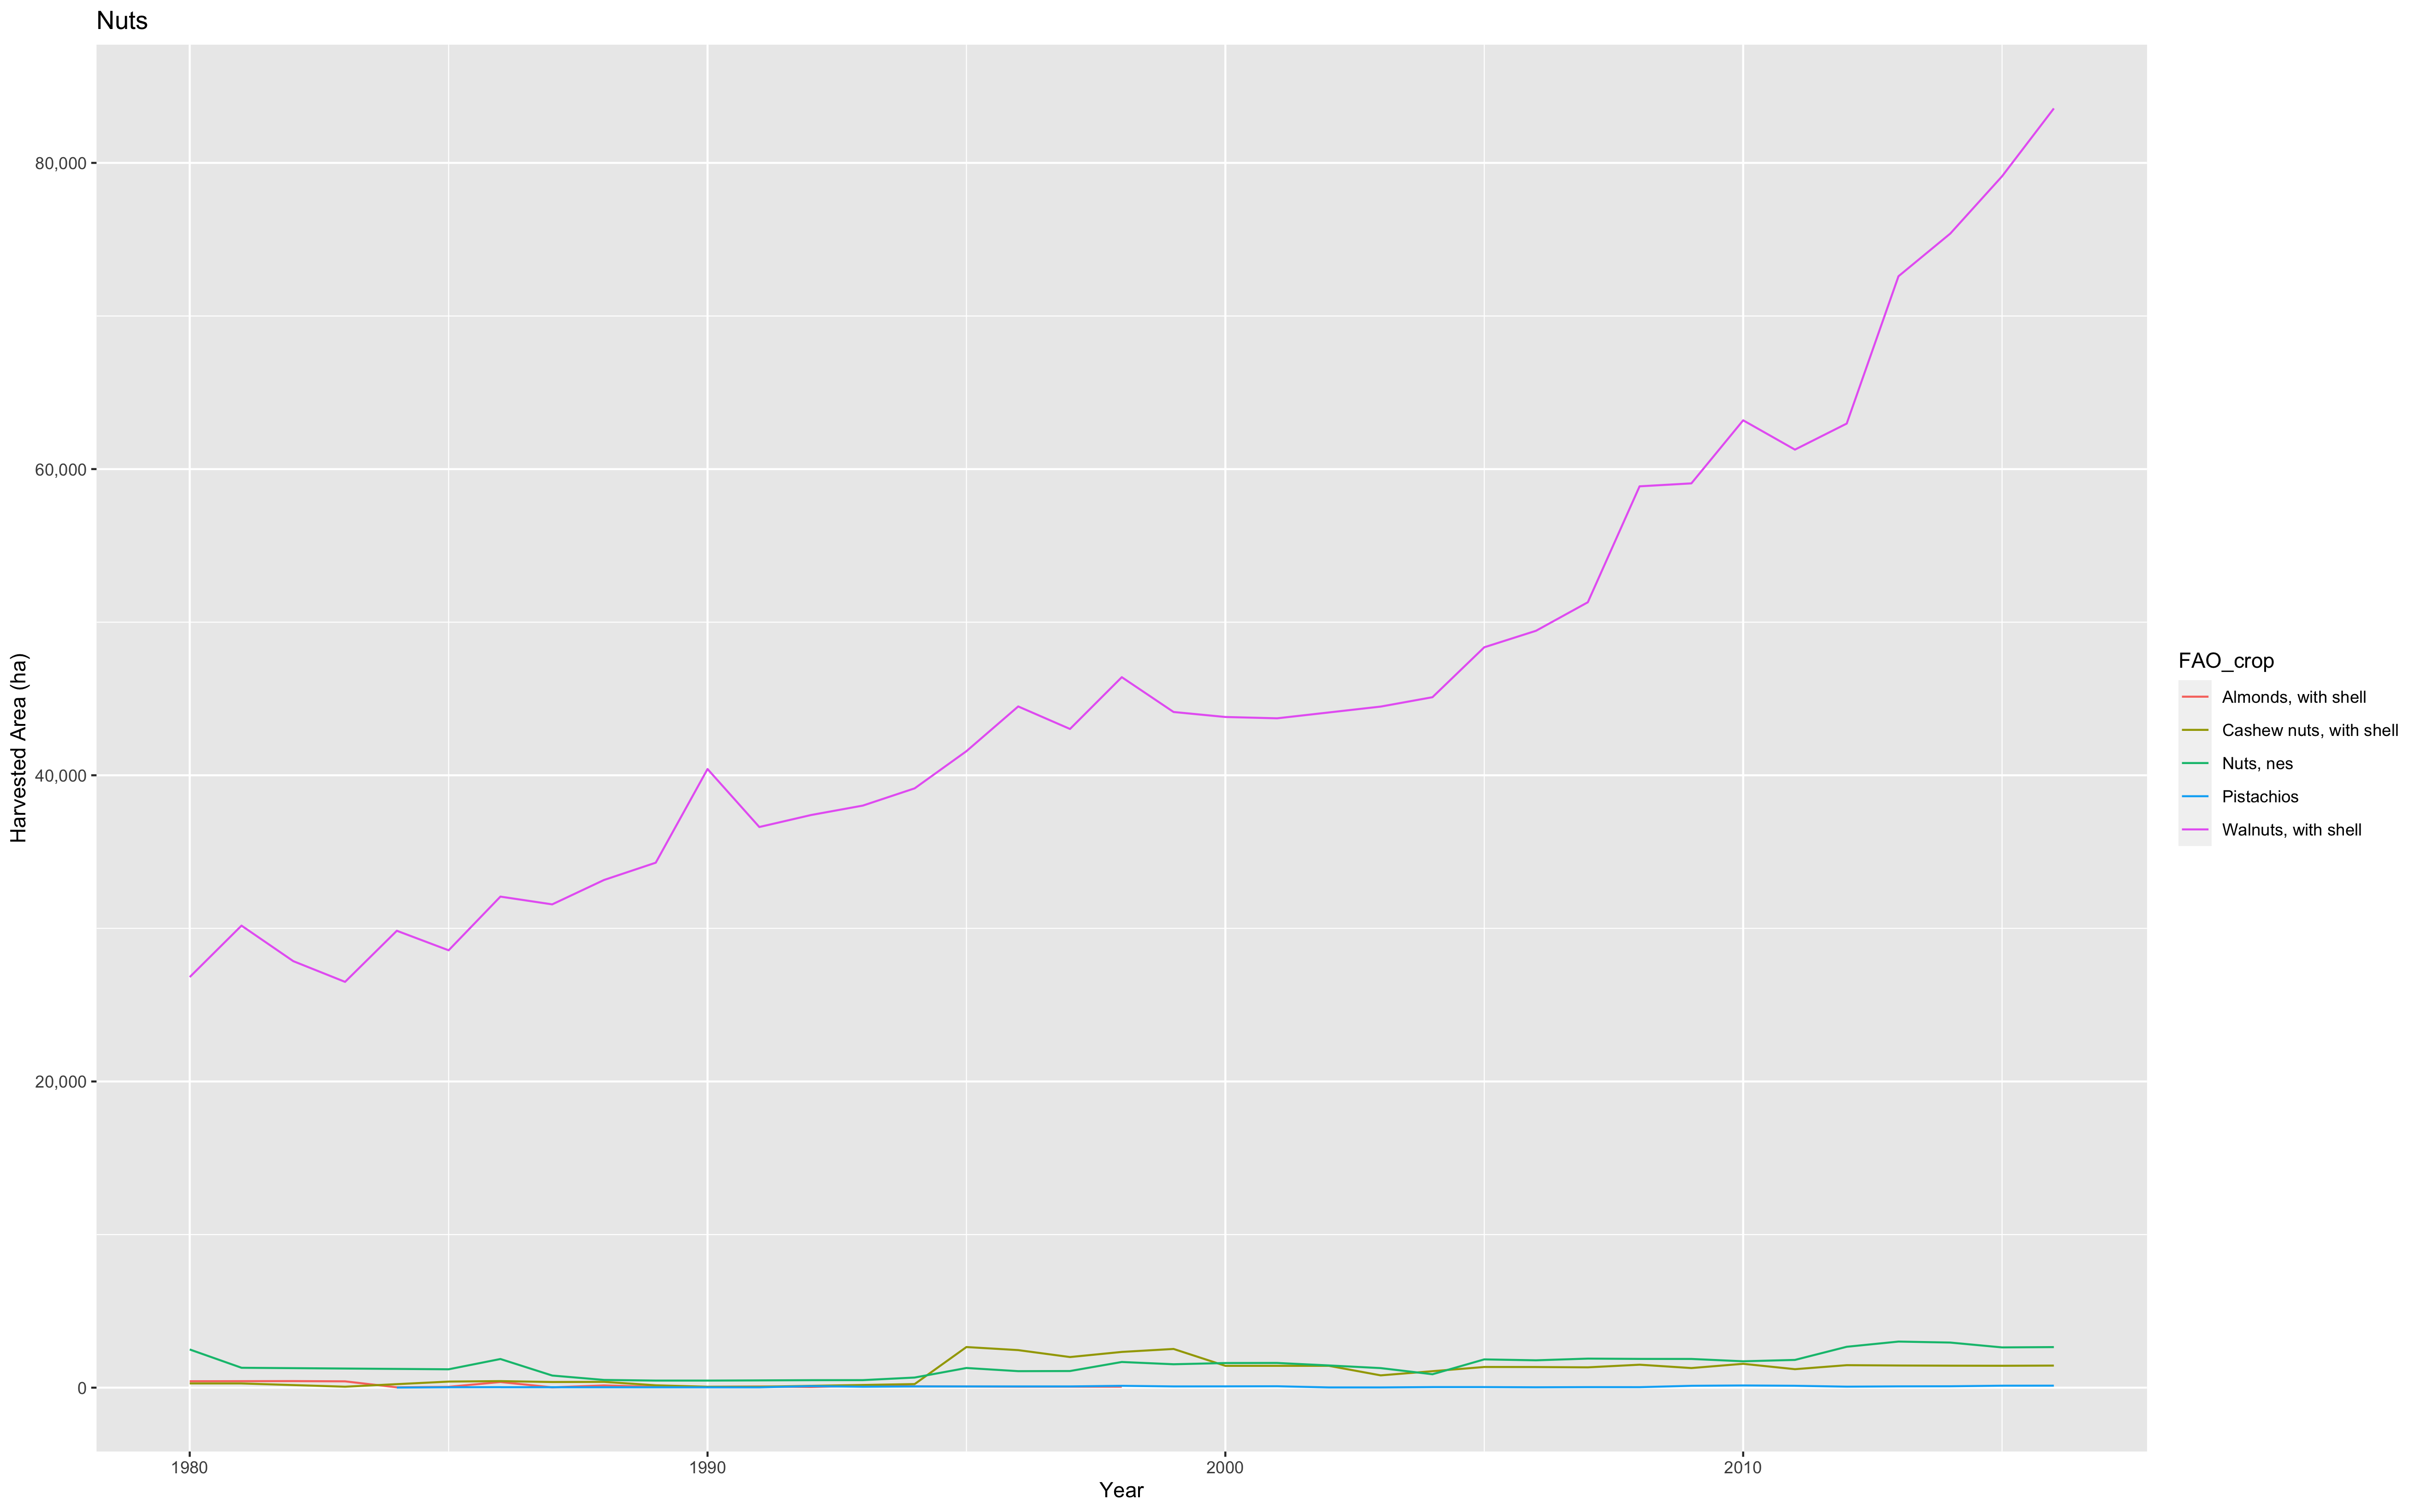 Nuts
80,000
60,000
40,000
20,000
0
Harvested Area (ha)
1980
1990
2000
2010
Year
FAO_crop
Almonds, with shell
Cashew nuts, with shell
Nuts, nes
Pistachios
Walnuts, with shell